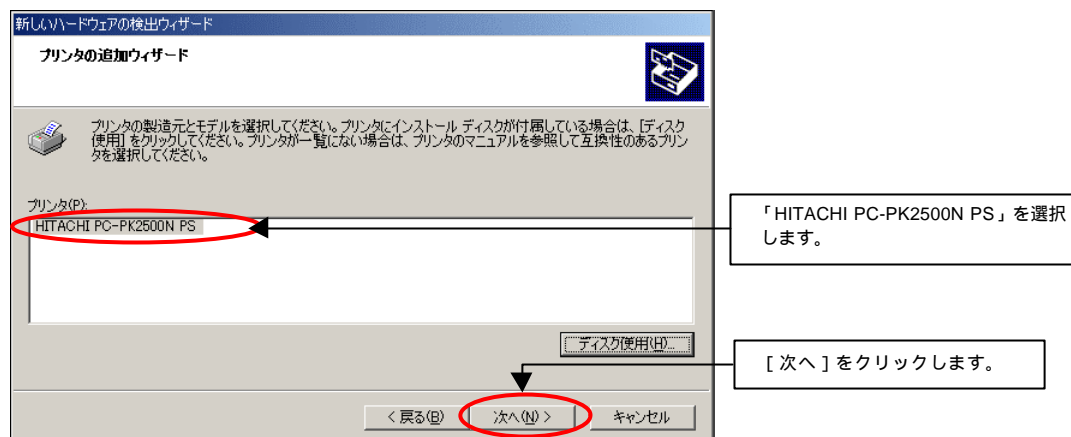 新しいハードウェアの検出ウィザード
プリンタの追加ウィザード
プリンタの製造元とモデルを選択してください。プリンタにインストール ディスクが付属している場合は、[ディスク
使用] をクリックしてください。プリンタが一覧にない場合は、プリンタのマニュアルを参照して互換性のあるプリン
タを選択してください。
プリンタ(P):
HITACHI PC-PK2500N PS
「HITACHI PC-PK2500N PS」を選択
します。
ディスク使用(H)...
[ 次へ ] をクリックします。
< 戻る(B)
次へ(N) >
キャンセル